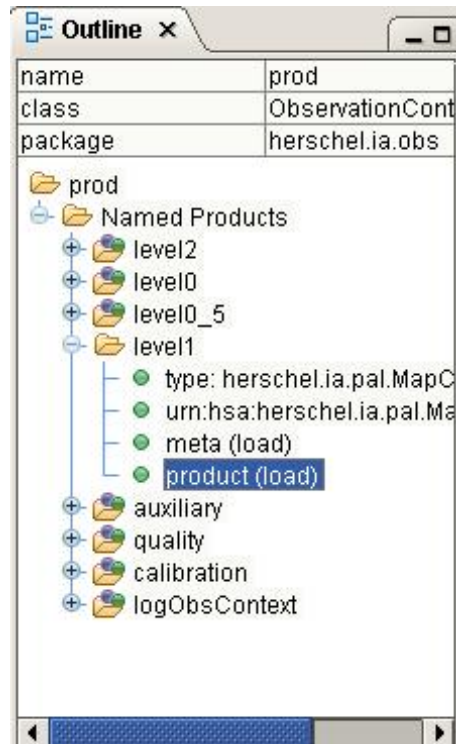 Outline
name prod
class ObservationCont
package herschel.ia.obs
prod
Named Products
level2
level0
level0_5
level1
type: herschel.ia.pal.MapC
urn:hsa:herschel.ia.pal.Ma
meta (load)
product (load)
auxiliary
quality
calibration
logObsContext